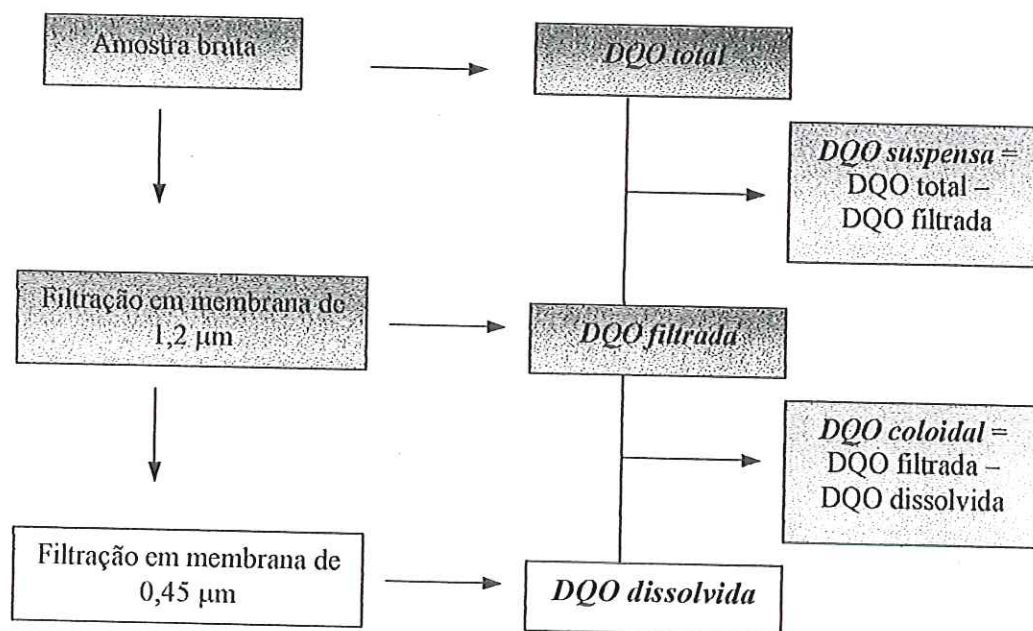 Amostra bruta
DQO total
DQO suspensa =
DQO total –
DQO filtrada
Filtração em membrana de
1,2 µm
DQO filtrada
DQO coloidal =
DQO filtrada –
DQO dissolvida
Filtração em membrana de
0,45 µm
DQO dissolvida